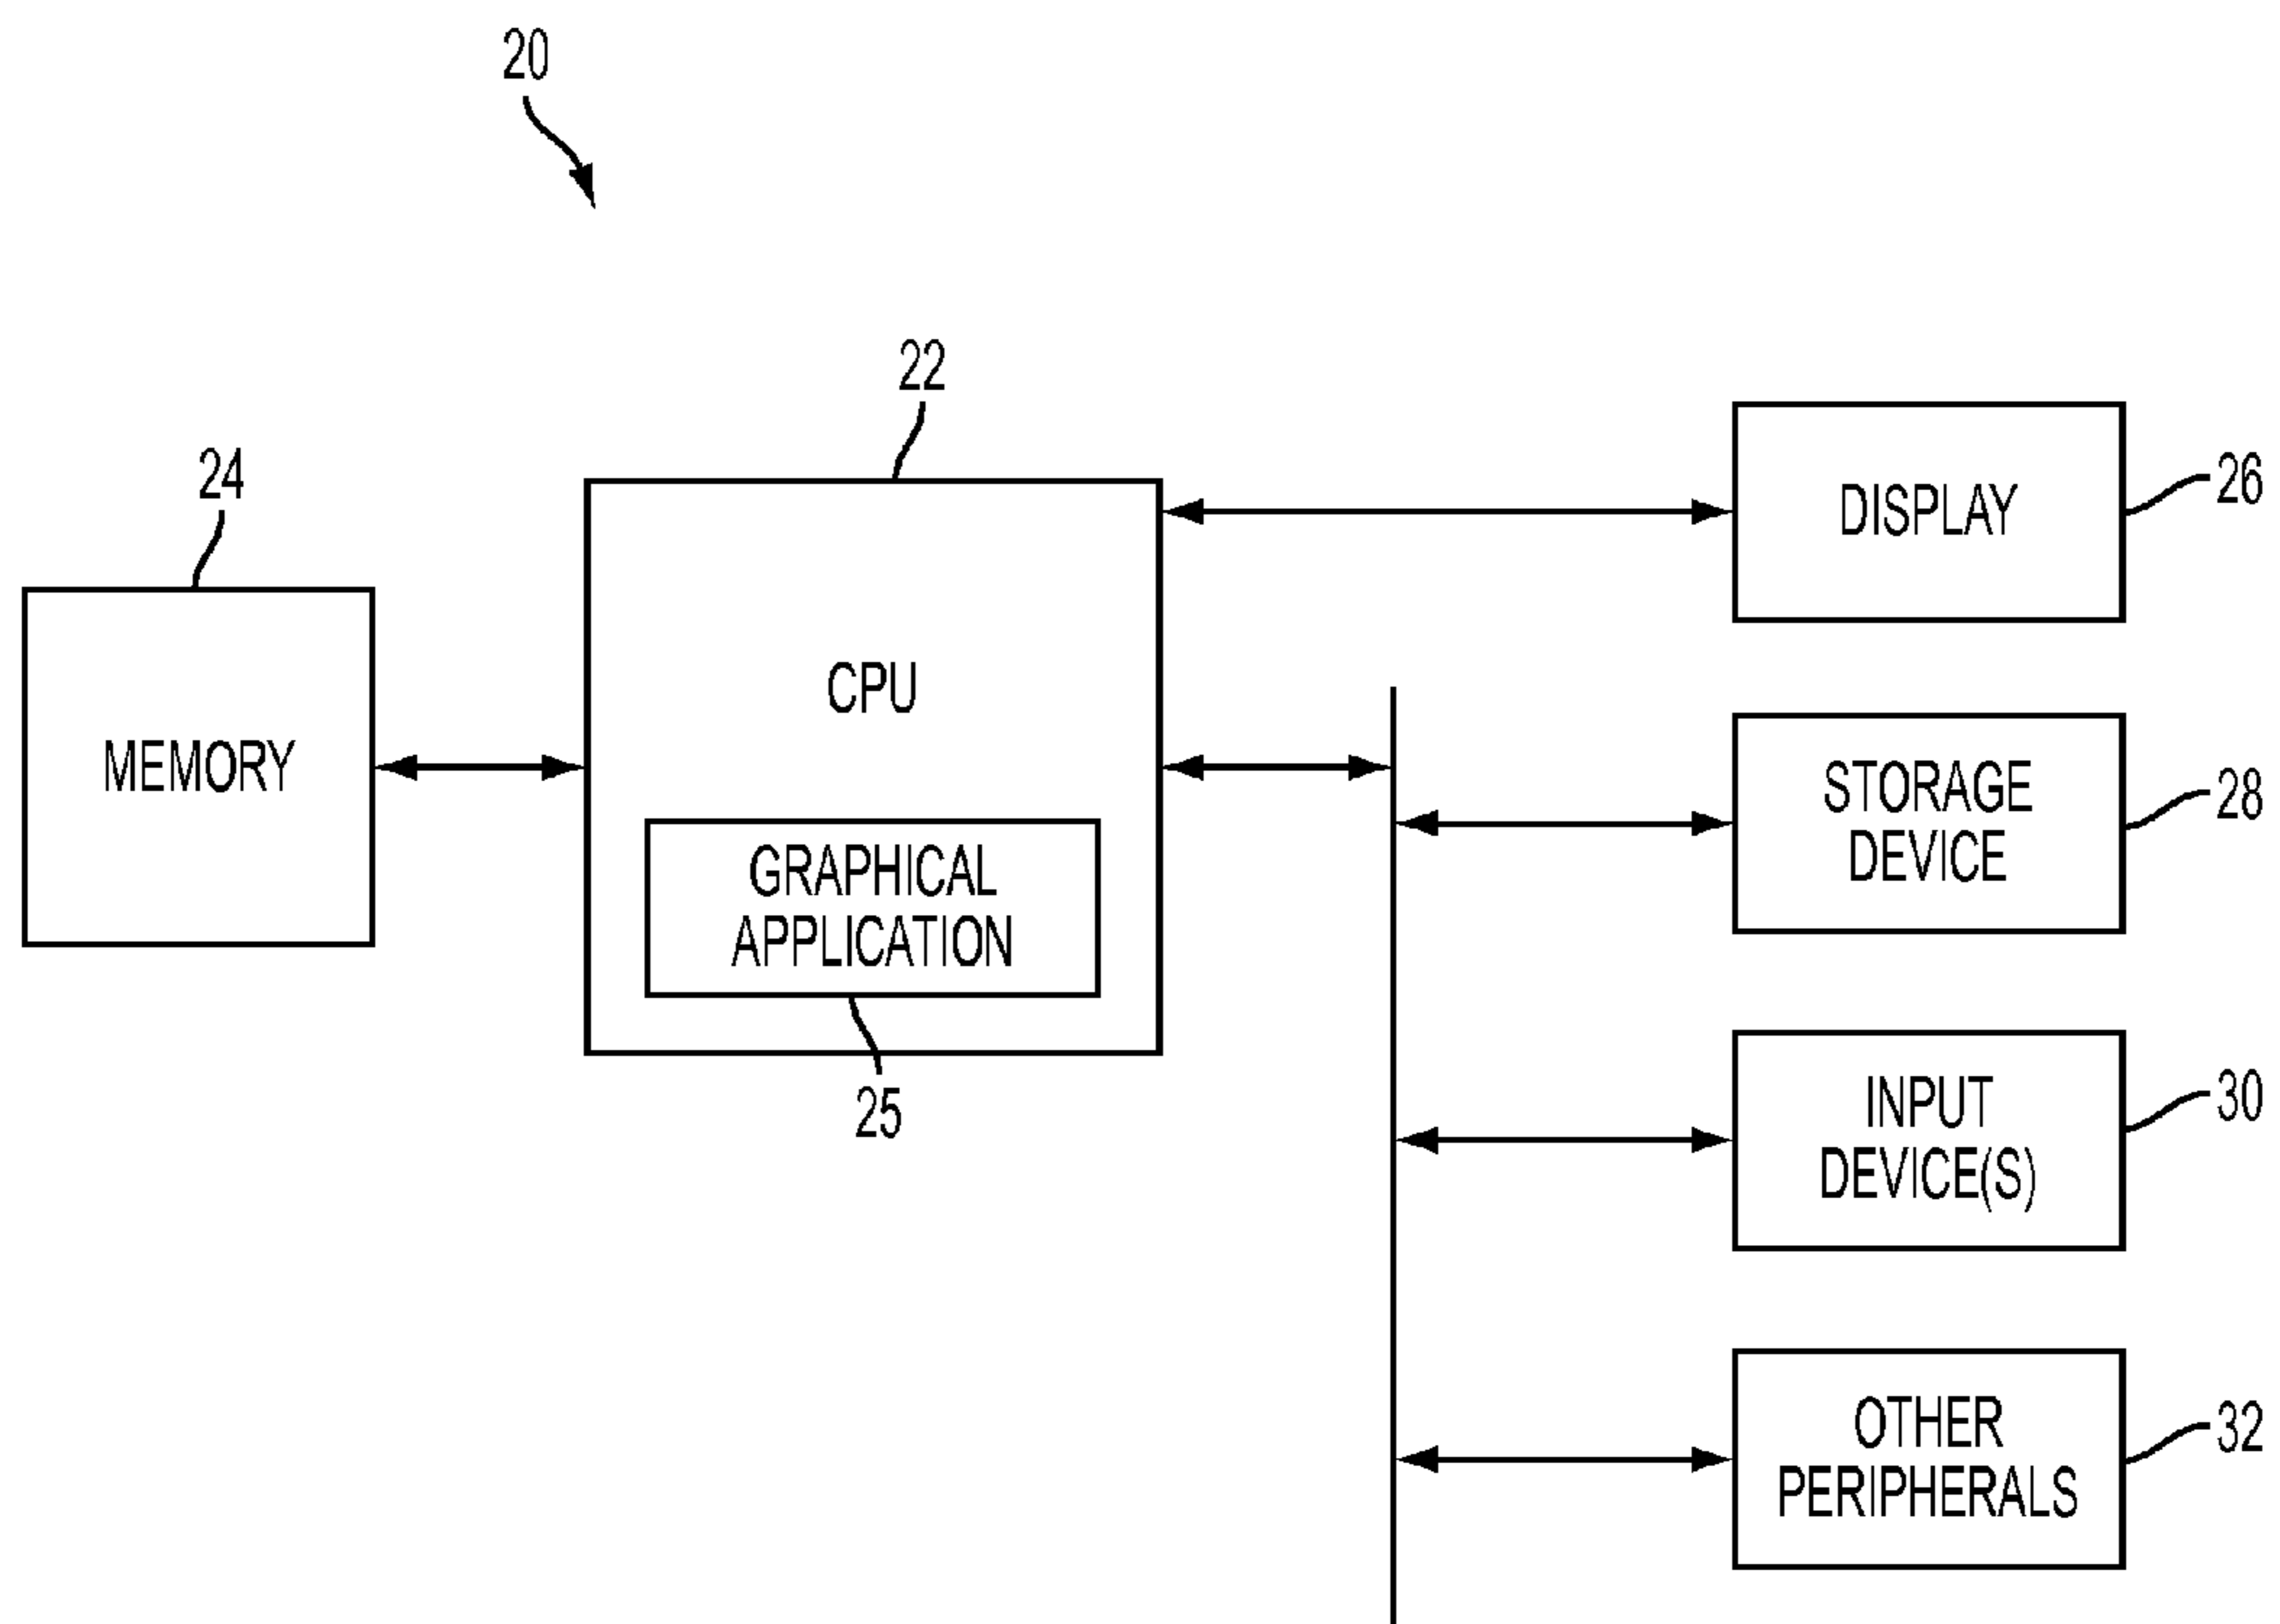 20
22
24
26
DISPLAY
CPU
MEMORY
STORAGE
DEVICE
28
GRAPHICAL
APPLICATION
25
INPUT
DEVICE(S)
30
OTHER
PERIPHERALS
32